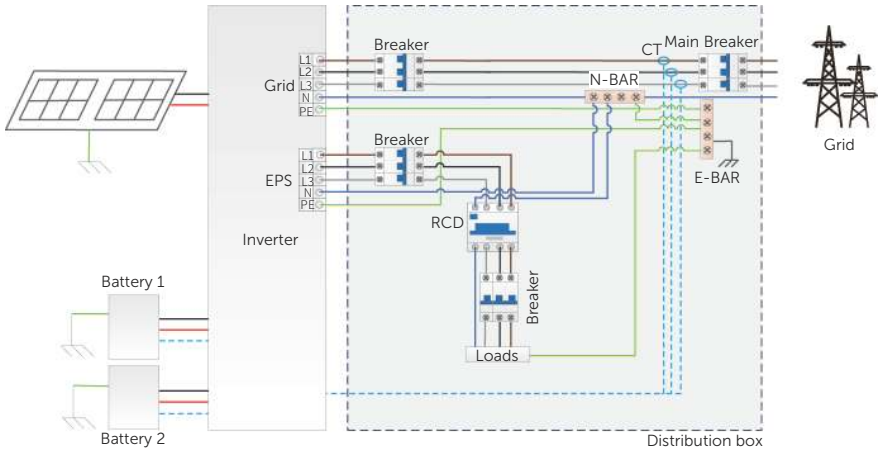 Breaker
CT
Main Breaker
L1
L2
L3
N
PE
Grid
N-BAR
Grid
Breaker
L1
L2
L3
N
PE
EPS
E-BAR
RCD
Inverter
Breaker
Battery 1
Loads
Battery 2
Distribution box